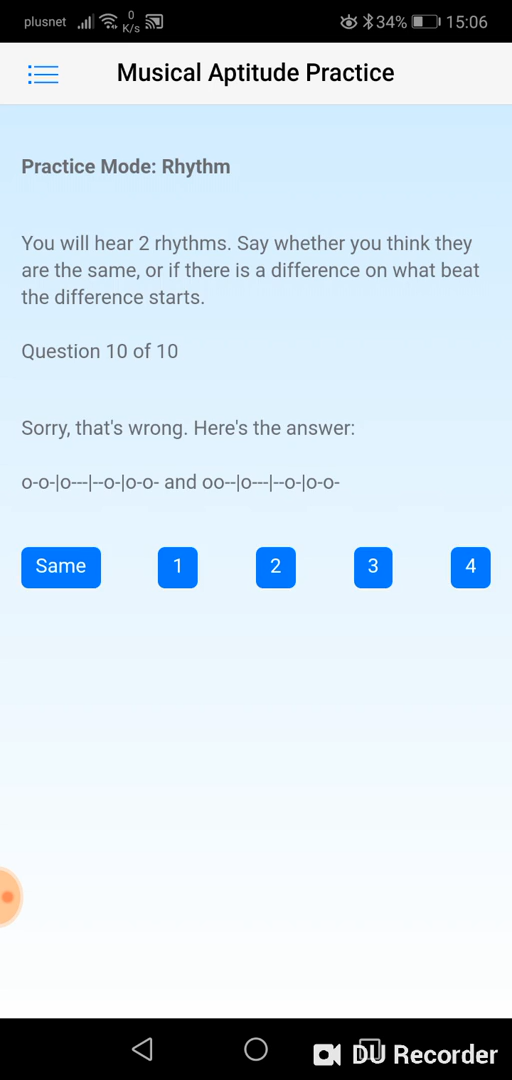 plusnet 0 K/s 34% 15:06
Musical Aptitude Practice
Practice Mode: Rhythm
You will hear 2 rhythms. Say whether you think they
are the same, or if there is a difference on what beat
the difference starts.
Question 10 of 10
Sorry, that's wrong. Here's the answer:
o-o-|o---|--o-|o-o- and oo--|o---|--o-|o-o-
Same 1 2 3 4
DU Recorder